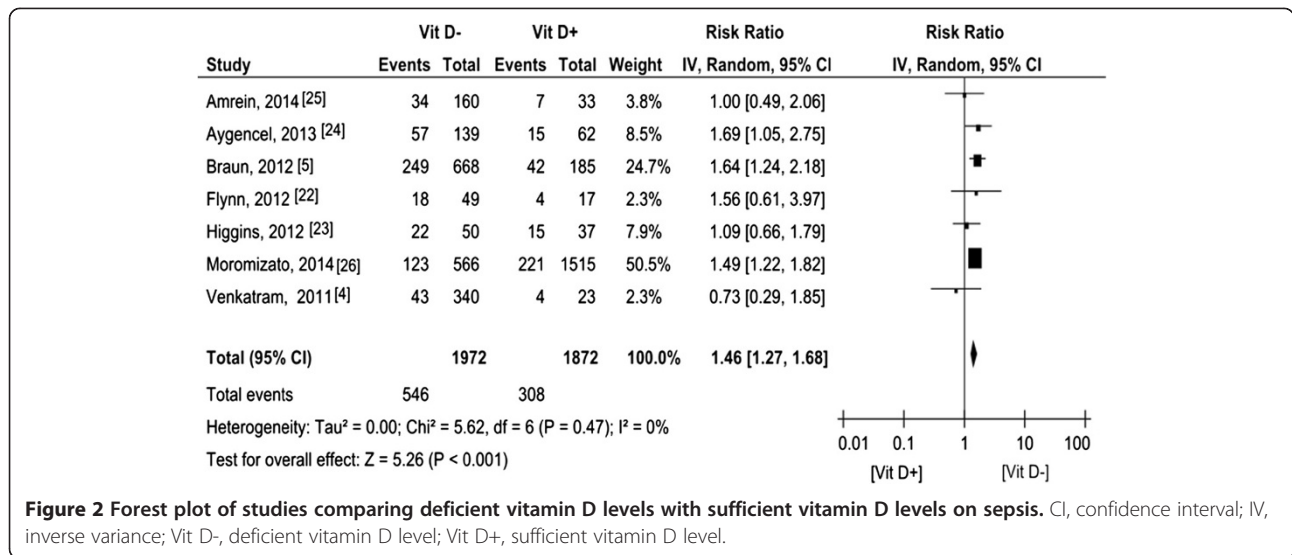 Vit D- Vit D+ Risk Ratio Risk Ratio
Study Events Total Events Total Weight IV, Random, 95% CI IV, Random, 95% CI
Amrein, 2014 [25] 34 160 7 33 3.8% 1.00 [0.49, 2.06]
Aygencel, 2013 [24] 57 139 15 62 8.5% 1.69 [1.05, 2.75]
Braun, 2012 [5] 249 668 42 185 24.7% 1.64 [1.24, 2.18]
Flynn, 2012 [22] 18 49 4 17 2.3% 1.56 [0.61, 3.97]
Higgins, 2012 [23] 22 50 15 37 7.9% 1.09 [0.66, 1.79]
Moromizato, 2014 [26] 123 566 221 1515 50.5% 1.49 [1.22, 1.82]
Venkatram, 2011 [4] 43 340 4 23 2.3% 0.73 [0.29, 1.85]
Total (95% CI) 1972 1872 100.0% 1.46 [1.27, 1.68]
Total events 546 308
Heterogeneity: Tau² = 0.00; Chi² = 5.62, df = 6 (P = 0.47); I² = 0%
Test for overall effect: Z = 5.26 (P < 0.001)
0.01 0.1 1 10 100
[Vit D+] [Vit D-]
Figure 2 Forest plot of studies comparing deficient vitamin D levels with sufficient vitamin D levels on sepsis. CI, confidence interval; IV,
inverse variance; Vit D-, deficient vitamin D level; Vit D+, sufficient vitamin D level.